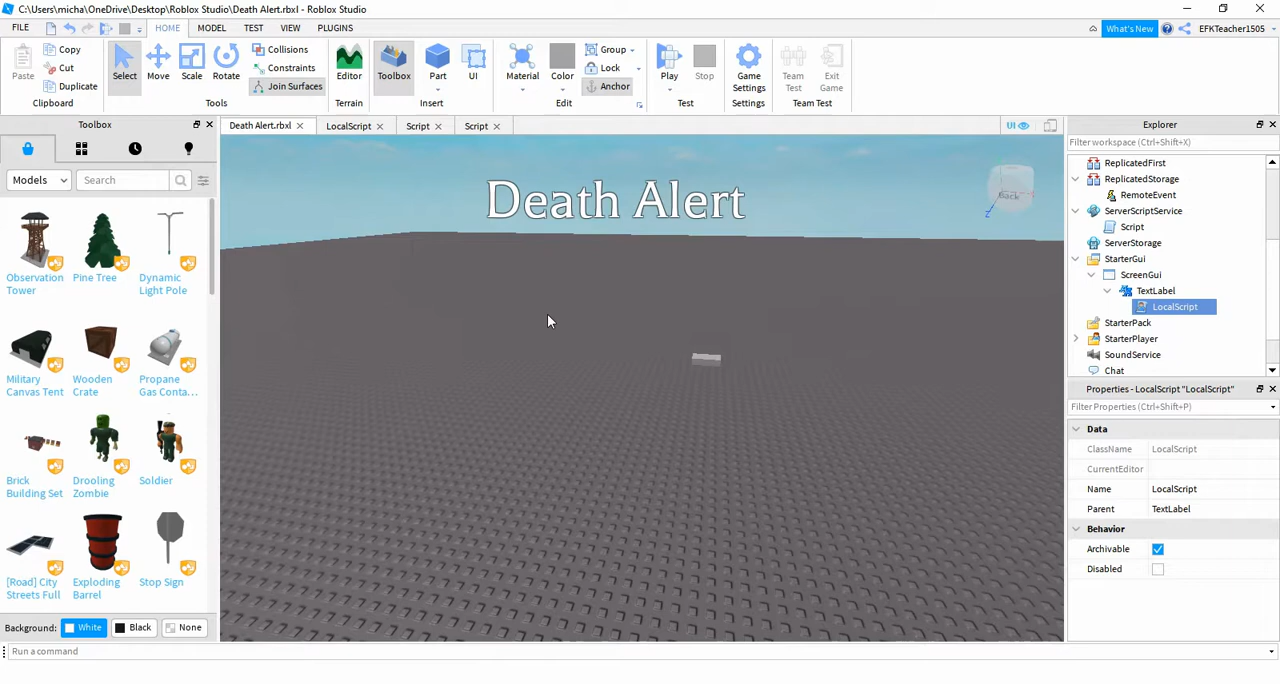 C:\Users\micha\OneDrive\Desktop\Roblox Studio\Death Alert.rbxl - Roblox Studio
FILE HOME MODEL TEST VIEW PLUGINS What's New EFKTeacher1505
Paste Copy Cut Duplicate Clipboard
Select Move Scale Rotate Collisions Constraints Join Surfaces Tools
Editor Terrain
Toolbox Part UI Insert
Material Color Group Lock Anchor Edit
Play Stop Test
Game Settings Settings
Team Test Exit Game Team Test
Toolbox
Models Search
Observation Tower
Pine Tree
Dynamic Light Pole
Military Canvas Tent
Wooden Crate
Propane Gas Conta...
Brick Building Set
Drooling Zombie
Soldier
[Road] City Streets Full
Exploding Barrel
Stop Sign
Background: White Black None
Death Alert.rbxl LocalScript Script Script UI
Death Alert
Back
Explorer
Filter workspace (Ctrl+Shift+X)
ReplicatedFirst
ReplicatedStorage
RemoteEvent
ServerScriptService
Script
ServerStorage
StarterGui
ScreenGui
TextLabel
LocalScript
StarterPack
StarterPlayer
SoundService
Chat
Properties - LocalScript "LocalScript"
Filter Properties (Ctrl+Shift+P)
Data
ClassName LocalScript
CurrentEditor
Name LocalScript
Parent TextLabel
Behavior
Archivable
Disabled
Run a command